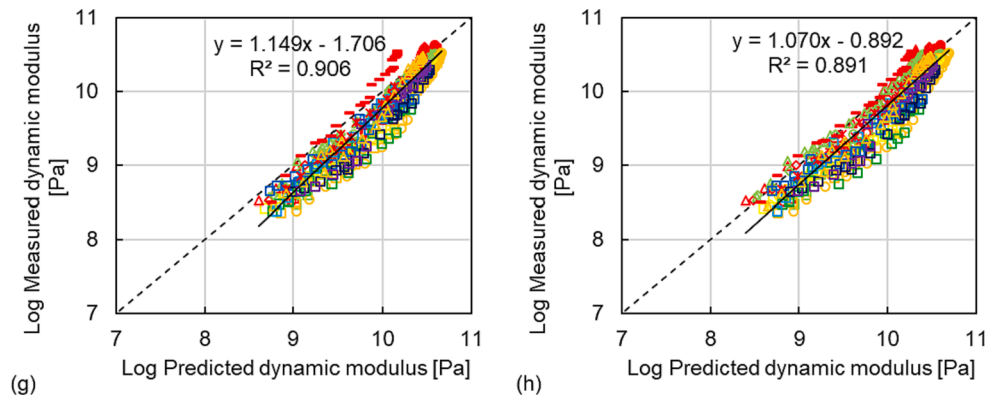 11
10
9
8
7
7
8
9
10
11
y = 1.149x - 1.706
R² = 0.906
Log Measured dynamic modulus
[Pa]
Log Predicted dynamic modulus [Pa]
(g)
11
10
9
8
7
7
8
9
10
11
y = 1.070x - 0.892
R² = 0.891
Log Measured dynamic modulus
[Pa]
Log Predicted dynamic modulus [Pa]
(h)